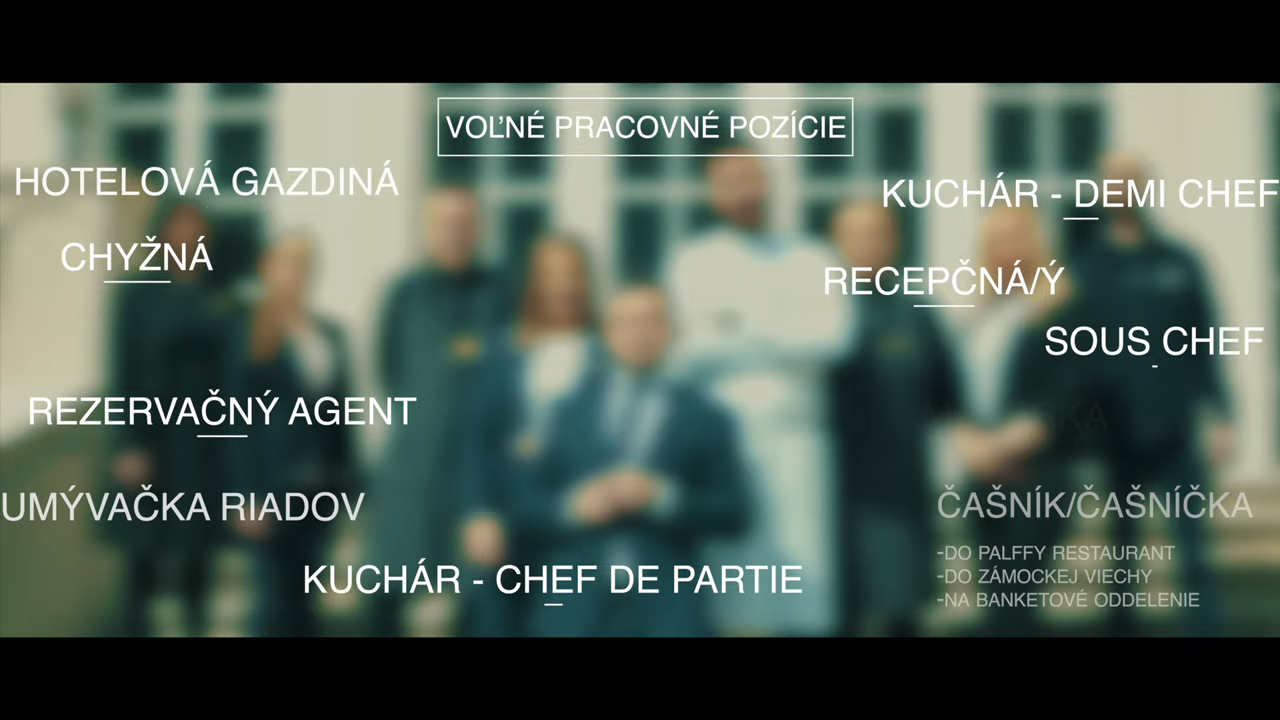 VOĽNÉ PRACOVNÉ POZÍCIE
HOTELOVÁ GAZDINÁ
CHYŽNÁ
REZERVAČNÝ AGENT
UMÝVAČKA RIADOV
KUCHÁR - CHEF DE PARTIE
KUCHÁR - DEMI CHEF
RECEPČNÁ/Ý
SOUS CHEF
ČAŠNÍK/ČAŠNÍČKA
-DO PALFFY RESTAURANT
-DO ZÁMOCKEJ VIECHY
-NA BANKETOVÉ ODDELENIE